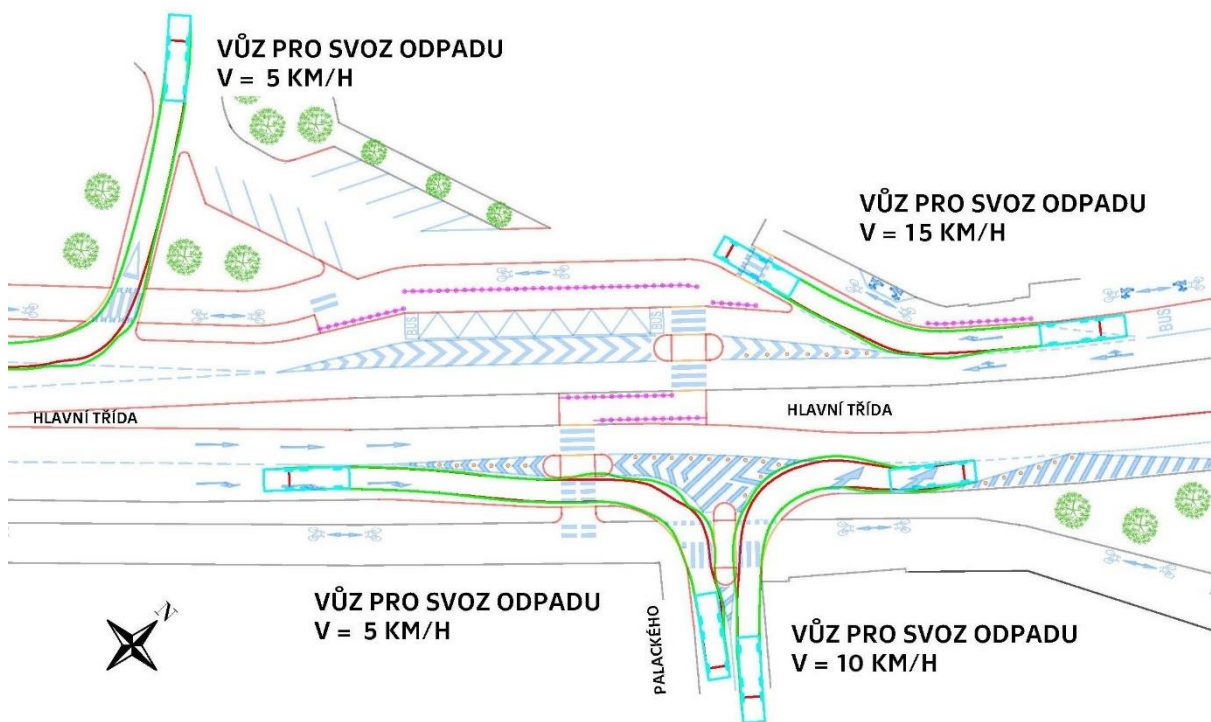 VŮZ PRO SVOZ ODPADU
V = 5 KM/H
VŮZ PRO SVOZ ODPADU
V = 15 KM/H
BUS
BUS
BUS
HLAVNÍ TŘÍDA
HLAVNÍ TŘÍDA
VŮZ PRO SVOZ ODPADU
V = 5 KM/H
PALACKÉHO
VŮZ PRO SVOZ ODPADU
V = 10 KM/H
N